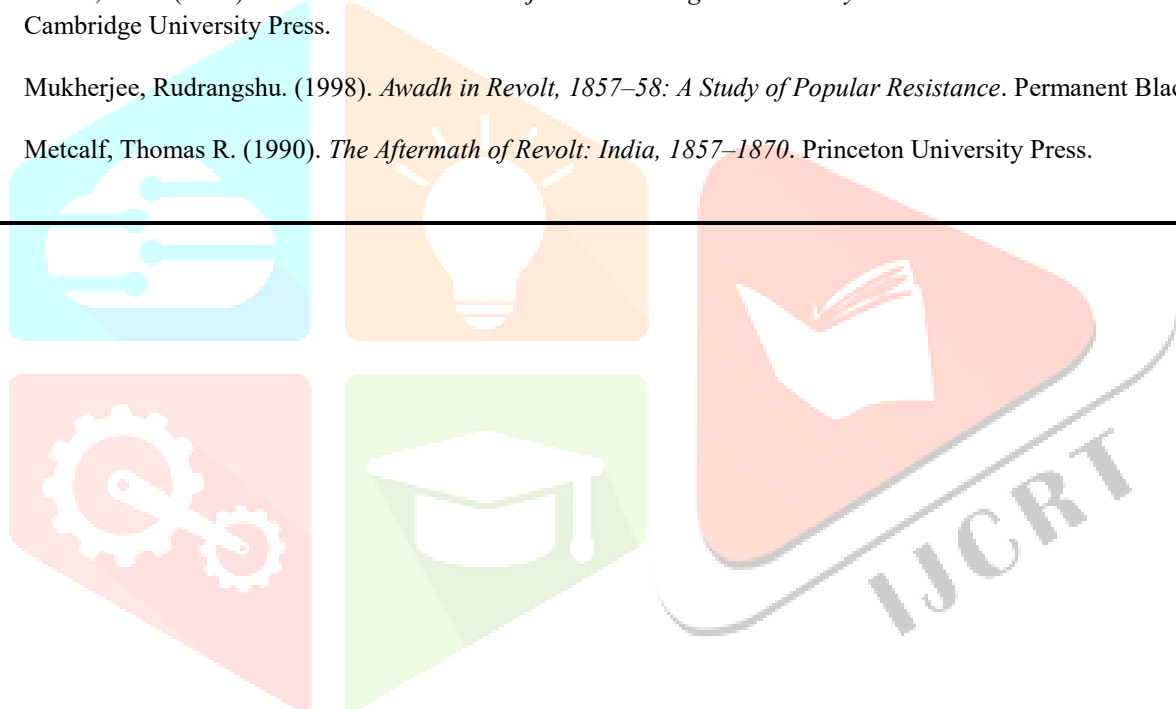 Cambridge University Press.
Mukherjee, Rudrangshu. (1998). Awadh in Revolt, 1857–58: A Study of Popular Resistance. Permanent
Metcalf, Thomas R. (1990). The Aftermath of Revolt: India, 1857–1870. Princeton University Press.
IJCRT